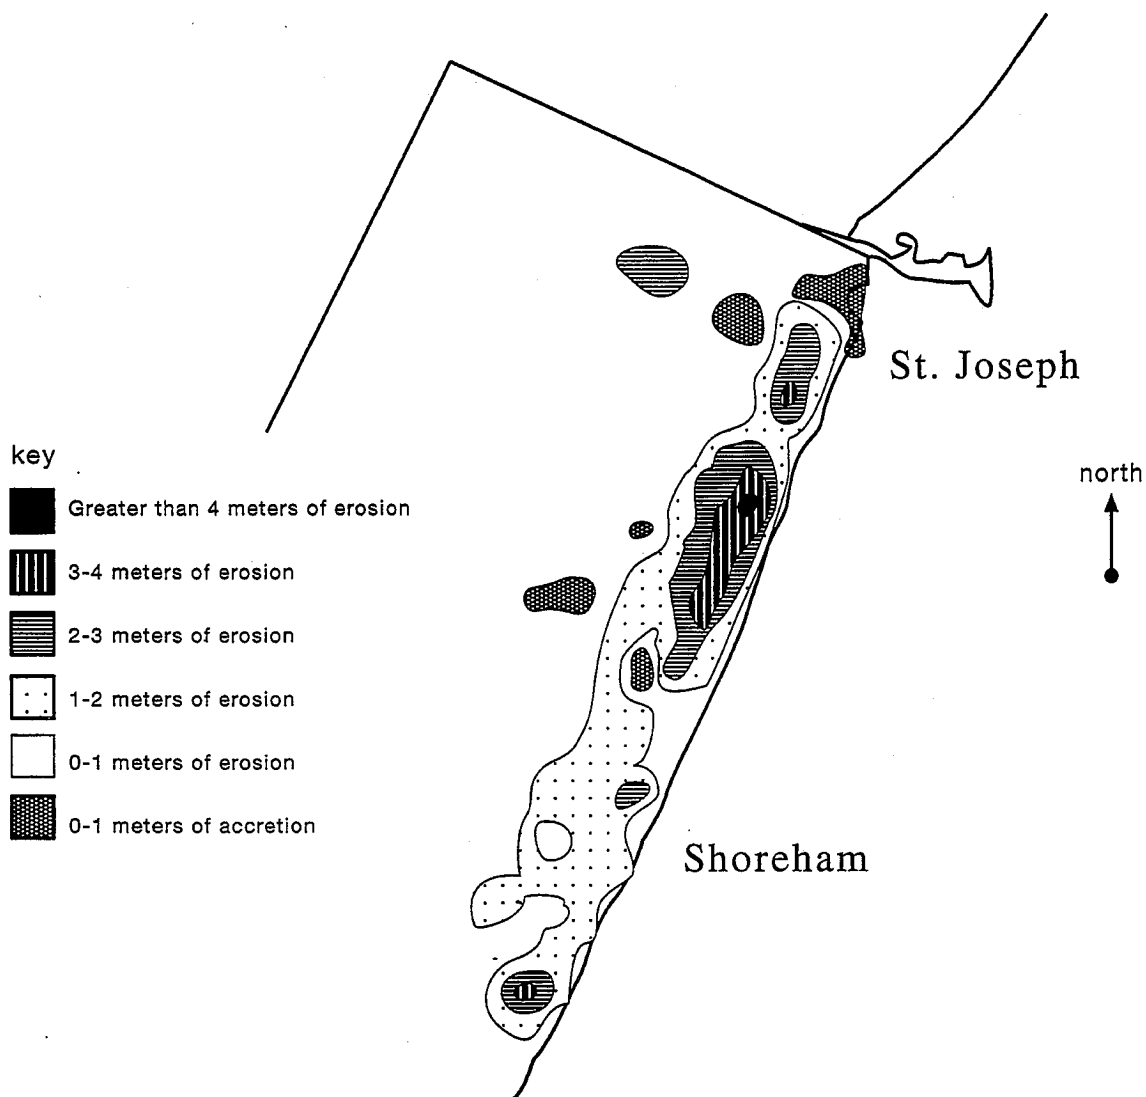 St. Joseph
key
north
Greater than 4 meters of erosion
3-4 meters of erosion
2-3 meters of erosion
1-2 meters of erosion
0-1 meters of erosion
0-1 meters of accretion
Shoreham